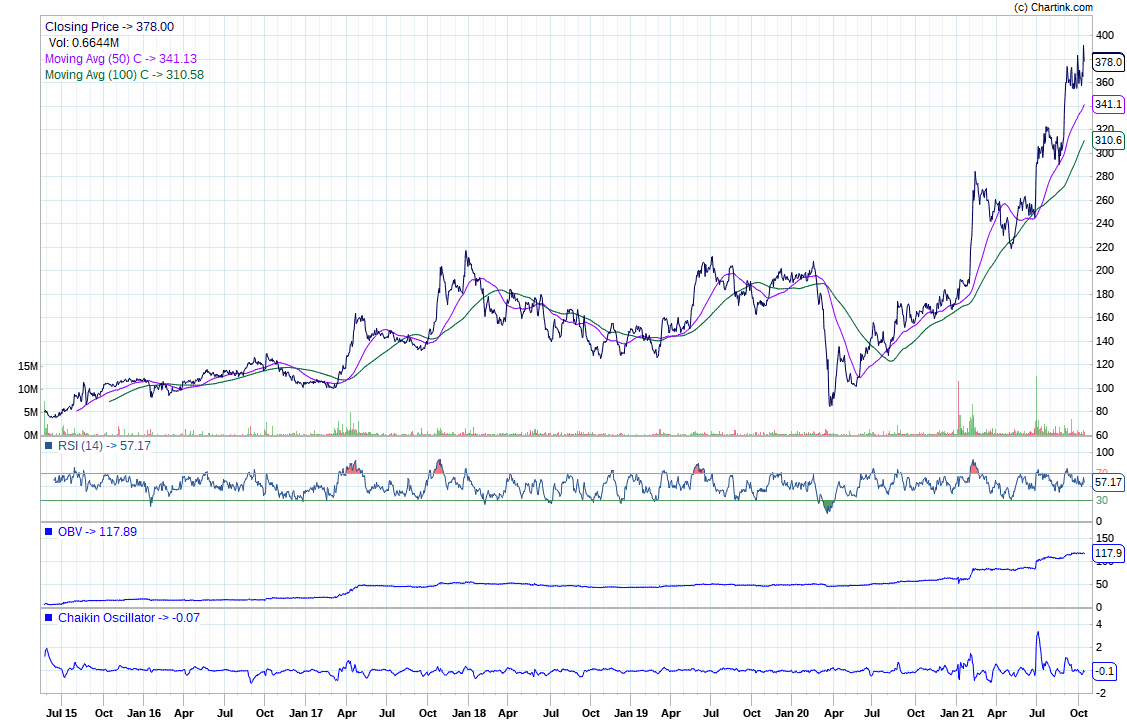 (c) Chartink.com
Closing Price -> 378.00
Vol: 0.6644M
Moving Avg (50) C -> 341.13
Moving Avg (100) C -> 310.58
400
378.0
360
341.1
320
310.6
300
280
260
240
220
200
180
160
140
120
100
80
60
15M
10M
5M
0M
RSI (14) -> 57.17
100
70
57.17
30
0
OBV -> 117.89
150
117.9
100
50
0
Chaikin Oscillator -> -0.07
4
2
-0.1
-2
Jul 15 Oct Jan 16 Apr Jul Oct Jan 17 Apr Jul Oct Jan 18 Apr Jul Oct Jan 19 Apr Jul Oct Jan 20 Apr Jul Oct Jan 21 Apr Jul Oct